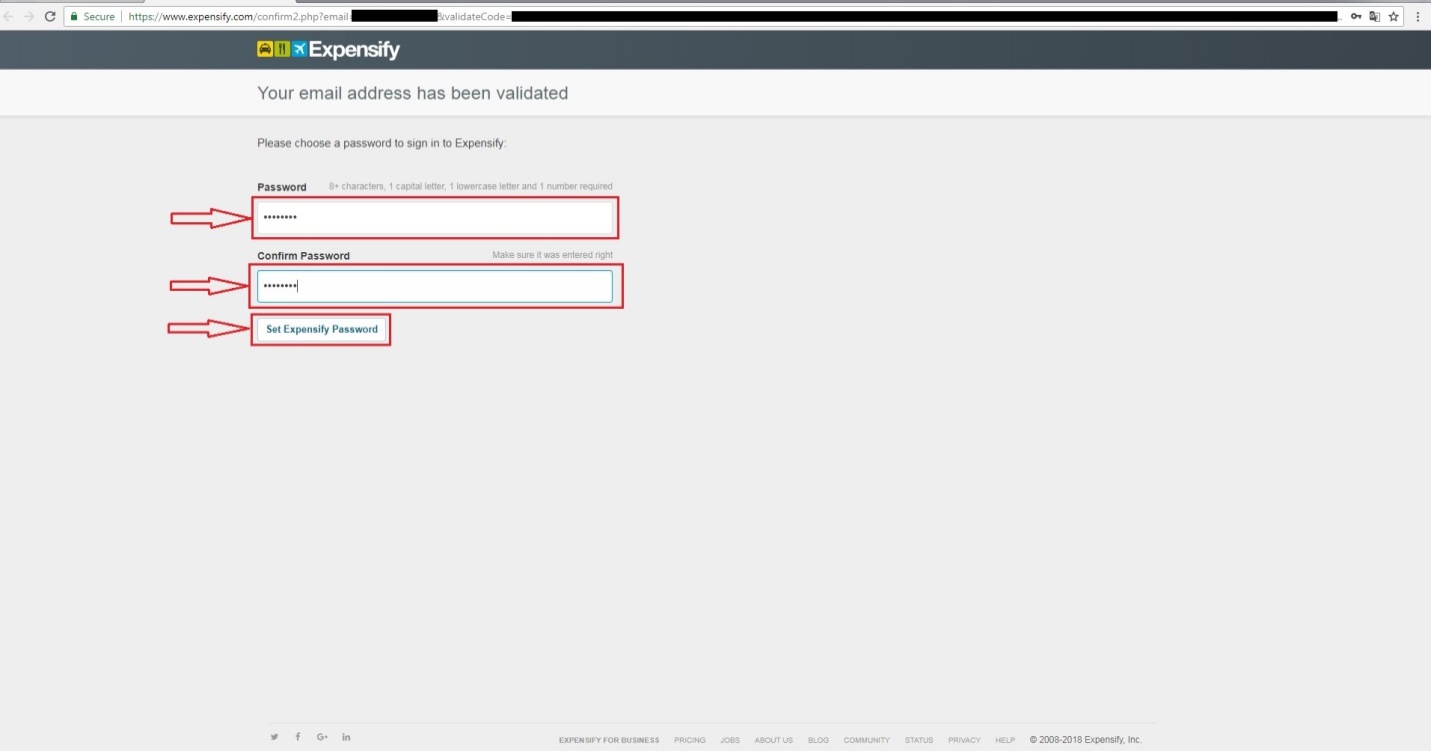 Secure https://www.expensify.com/confirm2.php?email= &validateCode= ..
Expensify
Your email address has been validated
Please choose a password to sign in to Expensify:
Password 8+ characters, 1 capital letter, 1 lowercase letter and 1 number required
••••••••
Confirm Password Make sure it was entered right
••••••••
Set Expensify Password
EXPENSIFY FOR BUSINESS PRICING JOBS ABOUT US BLOG COMMUNITY STATUS PRIVACY HELP © 2008-2018 Expensify, Inc.